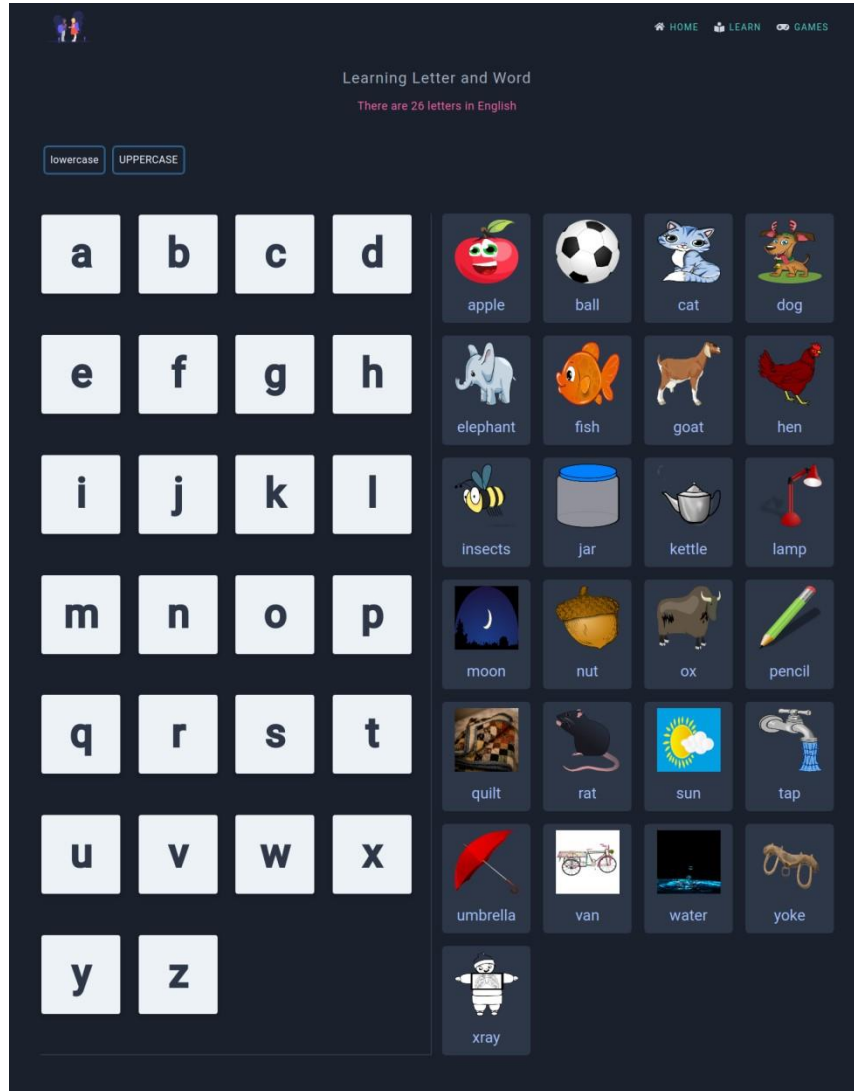 HOME LEARN GAMES
Learning Letter and Word
There are 26 letters in English
lowercase UPPERCASE
a b c d
apple ball cat dog
e f g h
elephant fish goat hen
i j k l
insects jar kettle lamp
m n o p
moon nut ox pencil
q r s t
quilt rat sun tap
u v w x
umbrella van water yoke
y z
xray